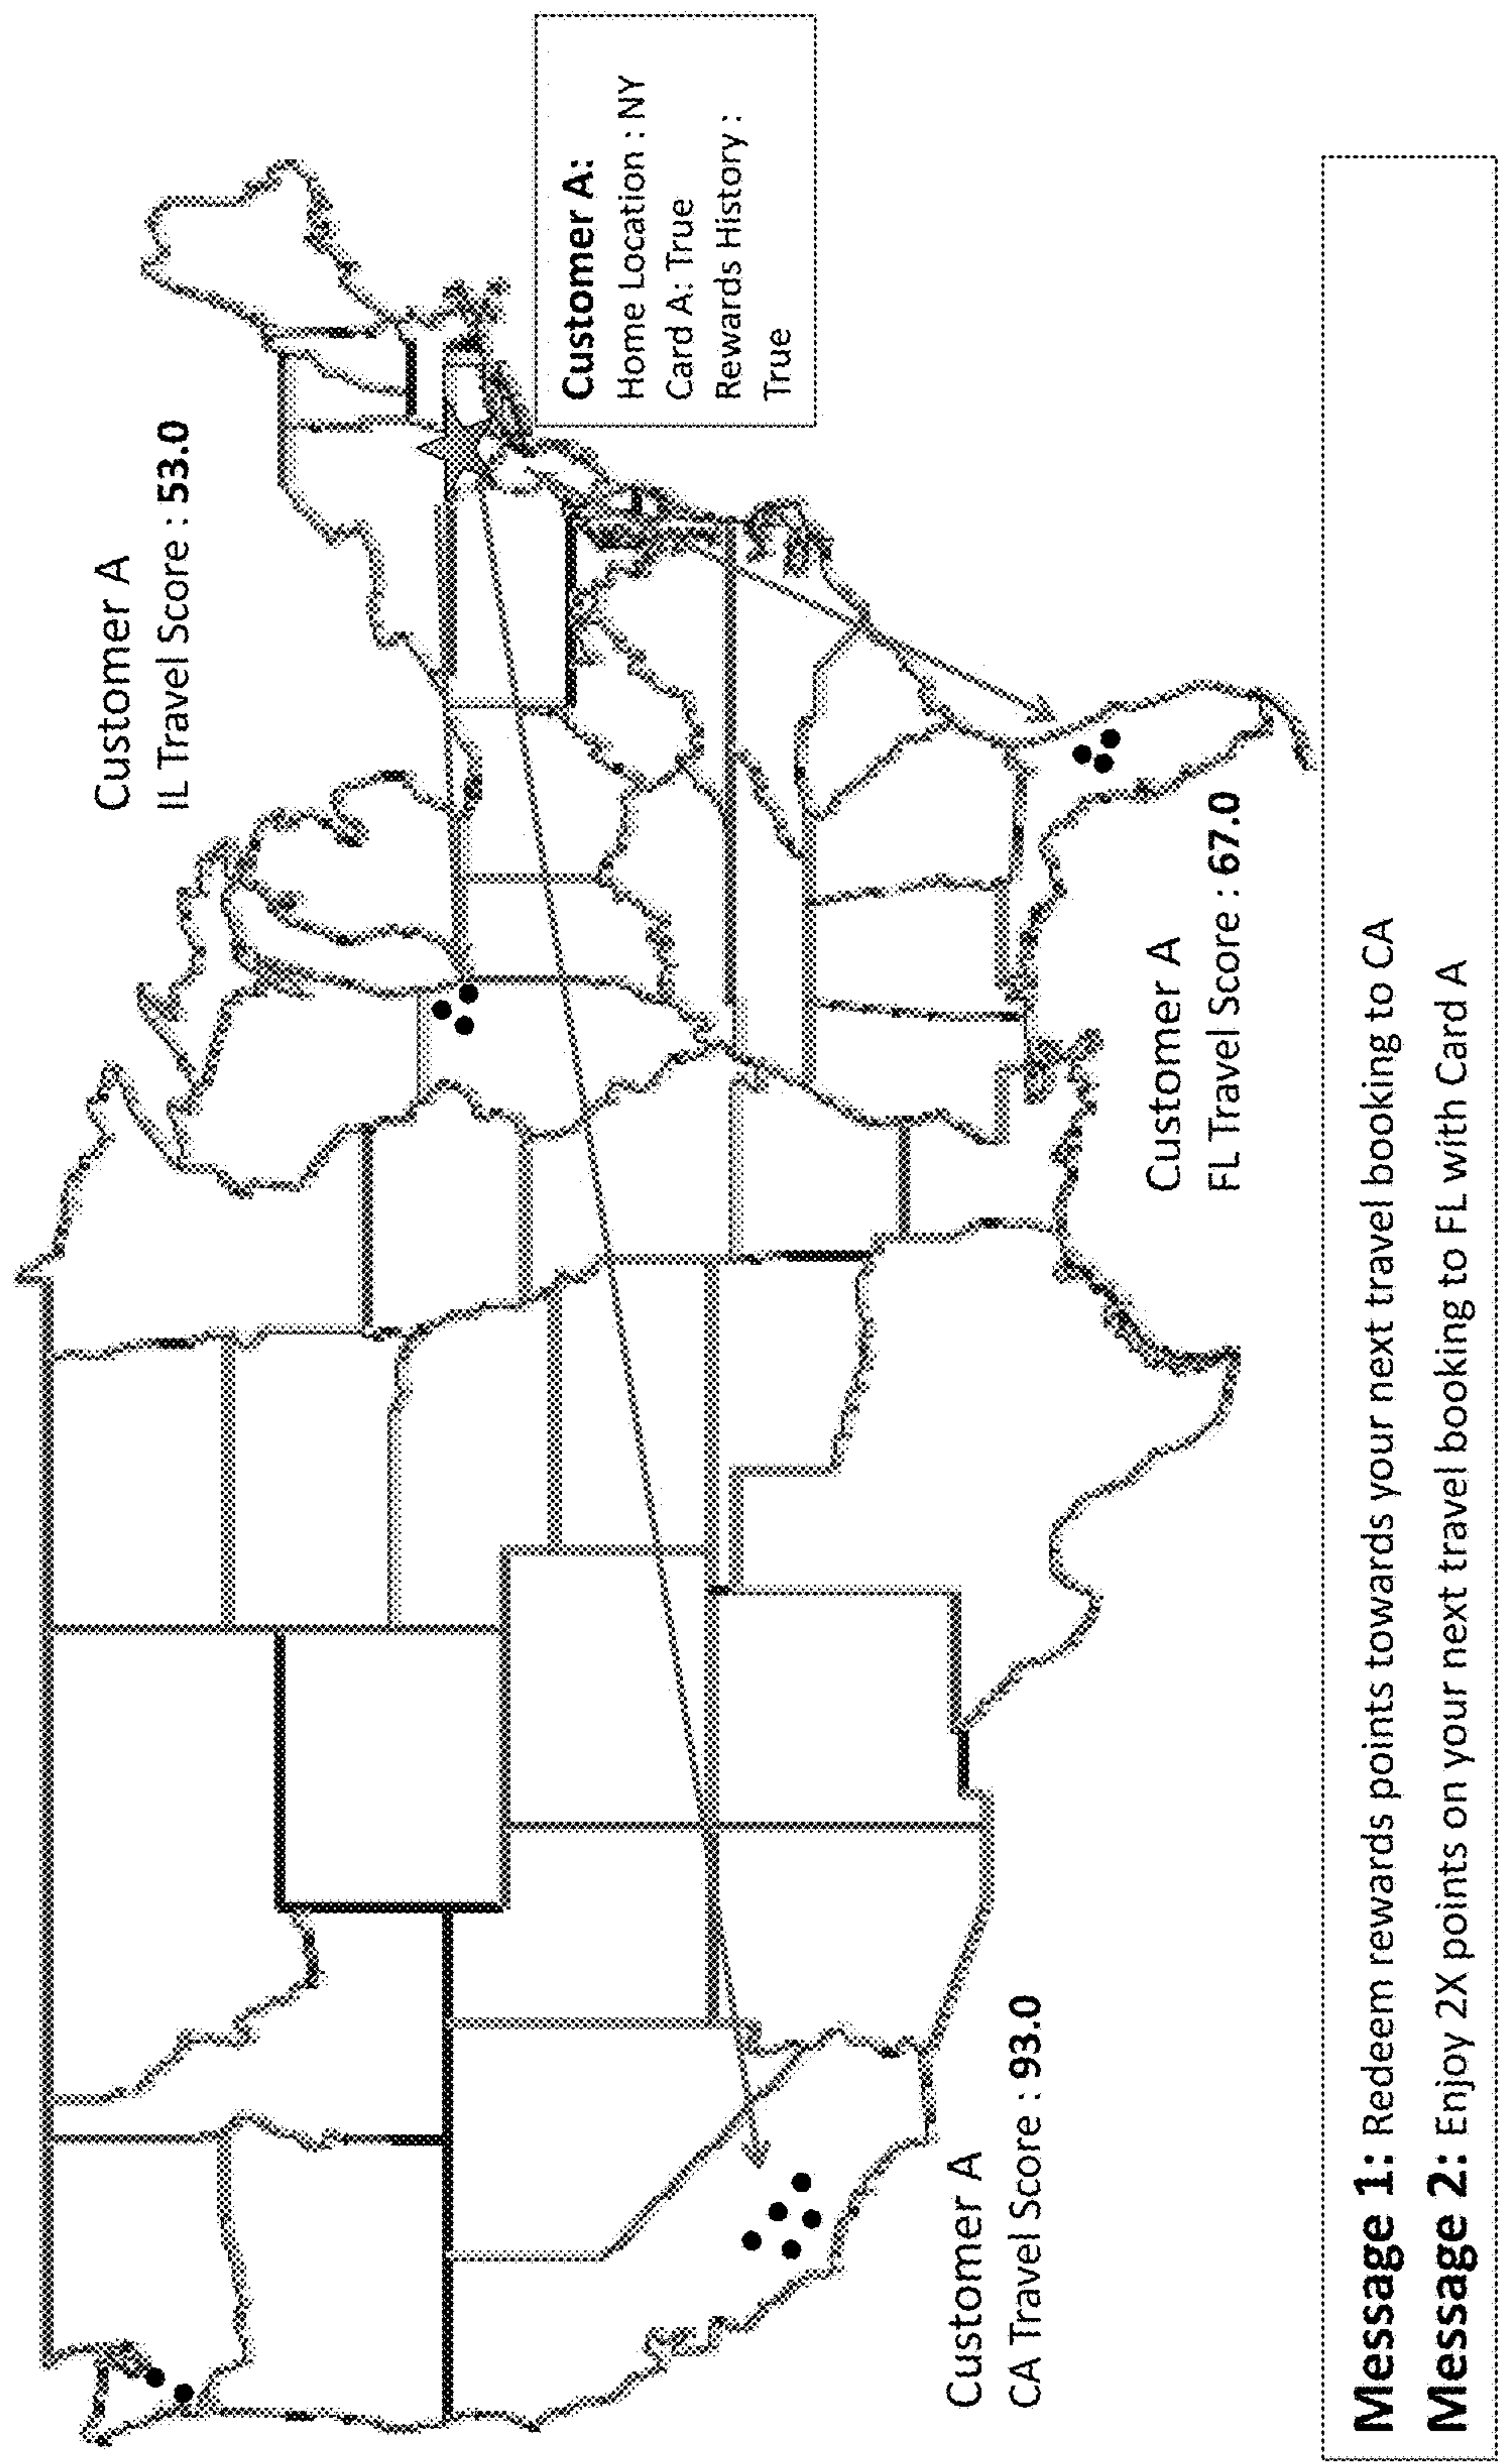 Customer A
IL Travel Score : 53.0
Customer A:
Home Location : NY
Card A: True
Rewards History :
True
Customer A
CA Travel Score : 93.0
Customer A
FL Travel Score : 67.0
Message 1: Redeem rewards points towards your next travel booking to CA
Message 2: Enjoy 2X points on your next travel booking to FL with Card A